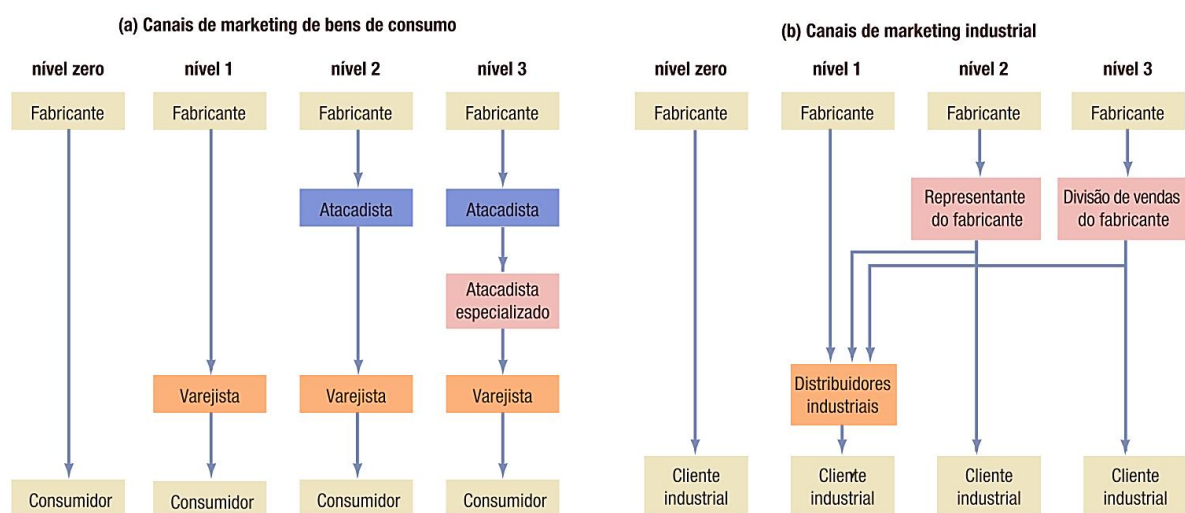 (a) Canais de marketing de bens de consumo
nível zero
nível 1
nível 2
nível 3
Fabricante
Fabricante
Fabricante
Fabricante
Atacadista
Atacadista
Atacadista
especializado
Varejista
Varejista
Varejista
Consumidor
Consumidor
Consumidor
Consumidor
(b) Canais de marketing industrial
nível zero
nível 1
nível 2
nível 3
Fabricante
Fabricante
Fabricante
Fabricante
Representante
do fabricante
Divisão de vendas
do fabricante
Distribuidores
industriais
Cliente
industrial
Cliente
industrial
Cliente
industrial
Cliente
industrial